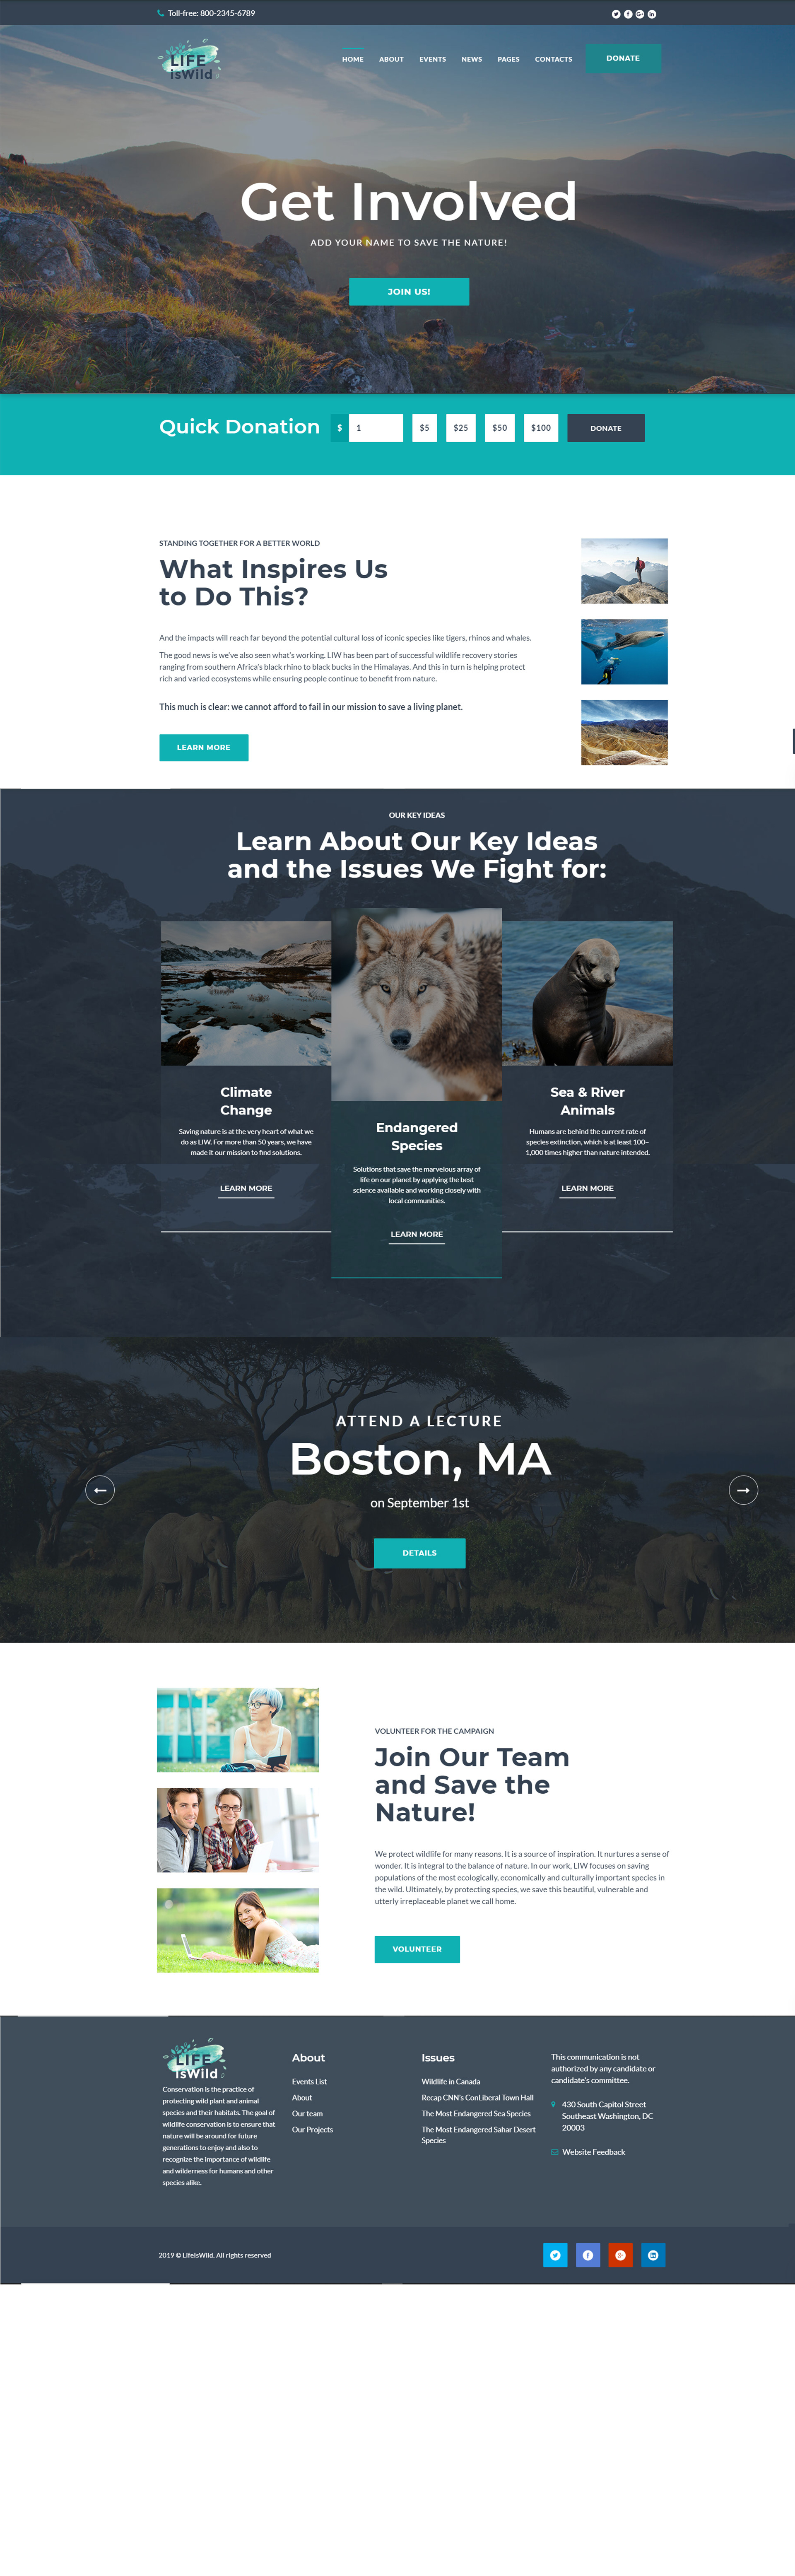 Toll-free: 800-2345-6789
LIFE
isWild
HOME ABOUT EVENTS NEWS PAGES CONTACTS DONATE
Get Involved
ADD YOUR NAME TO SAVE THE NATURE!
JOIN US!
Quick Donation $ 1 $5 $25 $50 $100 DONATE
STANDING TOGETHER FOR A BETTER WORLD
What Inspires Us
to Do This?
And the impacts will reach far beyond the potential cultural loss of iconic species like tigers, rhinos and whales.
The good news is we've also seen what's working. LIW has been part of successful wildlife recovery stories
ranging from southern Africa's black rhino to black bucks in the Himalayas. And this in turn is helping protect
rich and varied ecosystems while ensuring people continue to benefit from nature.
This much is clear: we cannot afford to fail in our mission to save a living planet.
LEARN MORE
OUR KEY IDEAS
Learn About Our Key Ideas
and the Issues We Fight for:
Climate
Change
Saving nature is at the very heart of what we
do as LIW. For more than 50 years, we have
made it our mission to find solutions.
LEARN MORE
Endangered
Species
Solutions that save the marvelous array of
life on our planet by applying the best
science available and working closely with
local communities.
LEARN MORE
Sea & River
Animals
Humans are behind the current rate of
species extinction, which is at least 100–
1,000 times higher than nature intended.
LEARN MORE
ATTEND A LECTURE
Boston, MA
on September 1st
DETAILS
VOLUNTEER FOR THE CAMPAIGN
Join Our Team
and Save the
Nature!
We protect wildlife for many reasons. It is a source of inspiration. It nurtures a sense of
wonder. It is integral to the balance of nature. In our work, LIW focuses on saving
populations of the most ecologically, economically and culturally important species in
the wild. Ultimately, by protecting species, we save this beautiful, vulnerable and
utterly irreplaceable planet we call home.
VOLUNTEER
LIFE
isWild
Conservation is the practice of
protecting wild plant and animal
species and their habitats. The goal of
wildlife conservation is to ensure that
nature will be around for future
generations to enjoy and also to
recognize the importance of wildlife
and wilderness for humans and other
species alike.
About
Events List
About
Our team
Our Projects
Issues
Wildlife in Canada
Recap CNN's ConLiberal Town Hall
The Most Endangered Sea Species
The Most Endangered Sahar Desert
Species
This communication is not
authorized by any candidate or
candidate's committee.
430 South Capitol Street
Southeast Washington, DC
20003
Website Feedback
2019 © LifeIsWild. All rights reserved